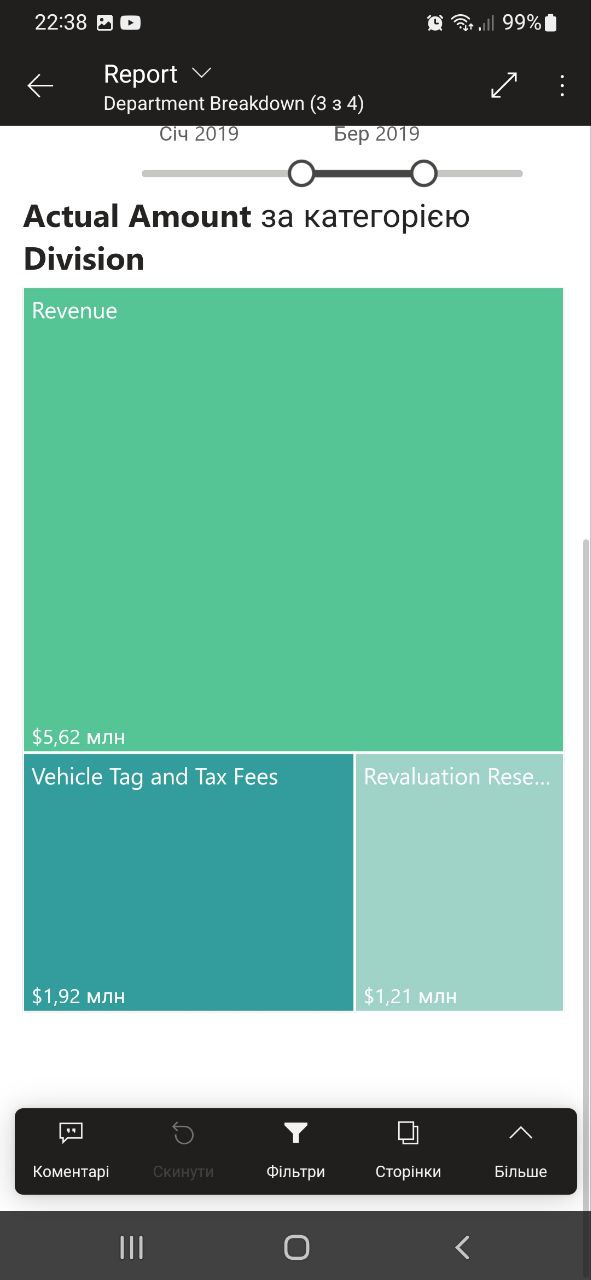 22:38 99%
Report
Department Breakdown (3 з 4)
Січ 2019 Бер 2019
Actual Amount за категорією
Division
Revenue
$5,62 млн
Vehicle Tag and Tax Fees Revaluation Rese...
$1,92 млн $1,21 млн
Коментарі Скинути Фільтри Сторінки Більше